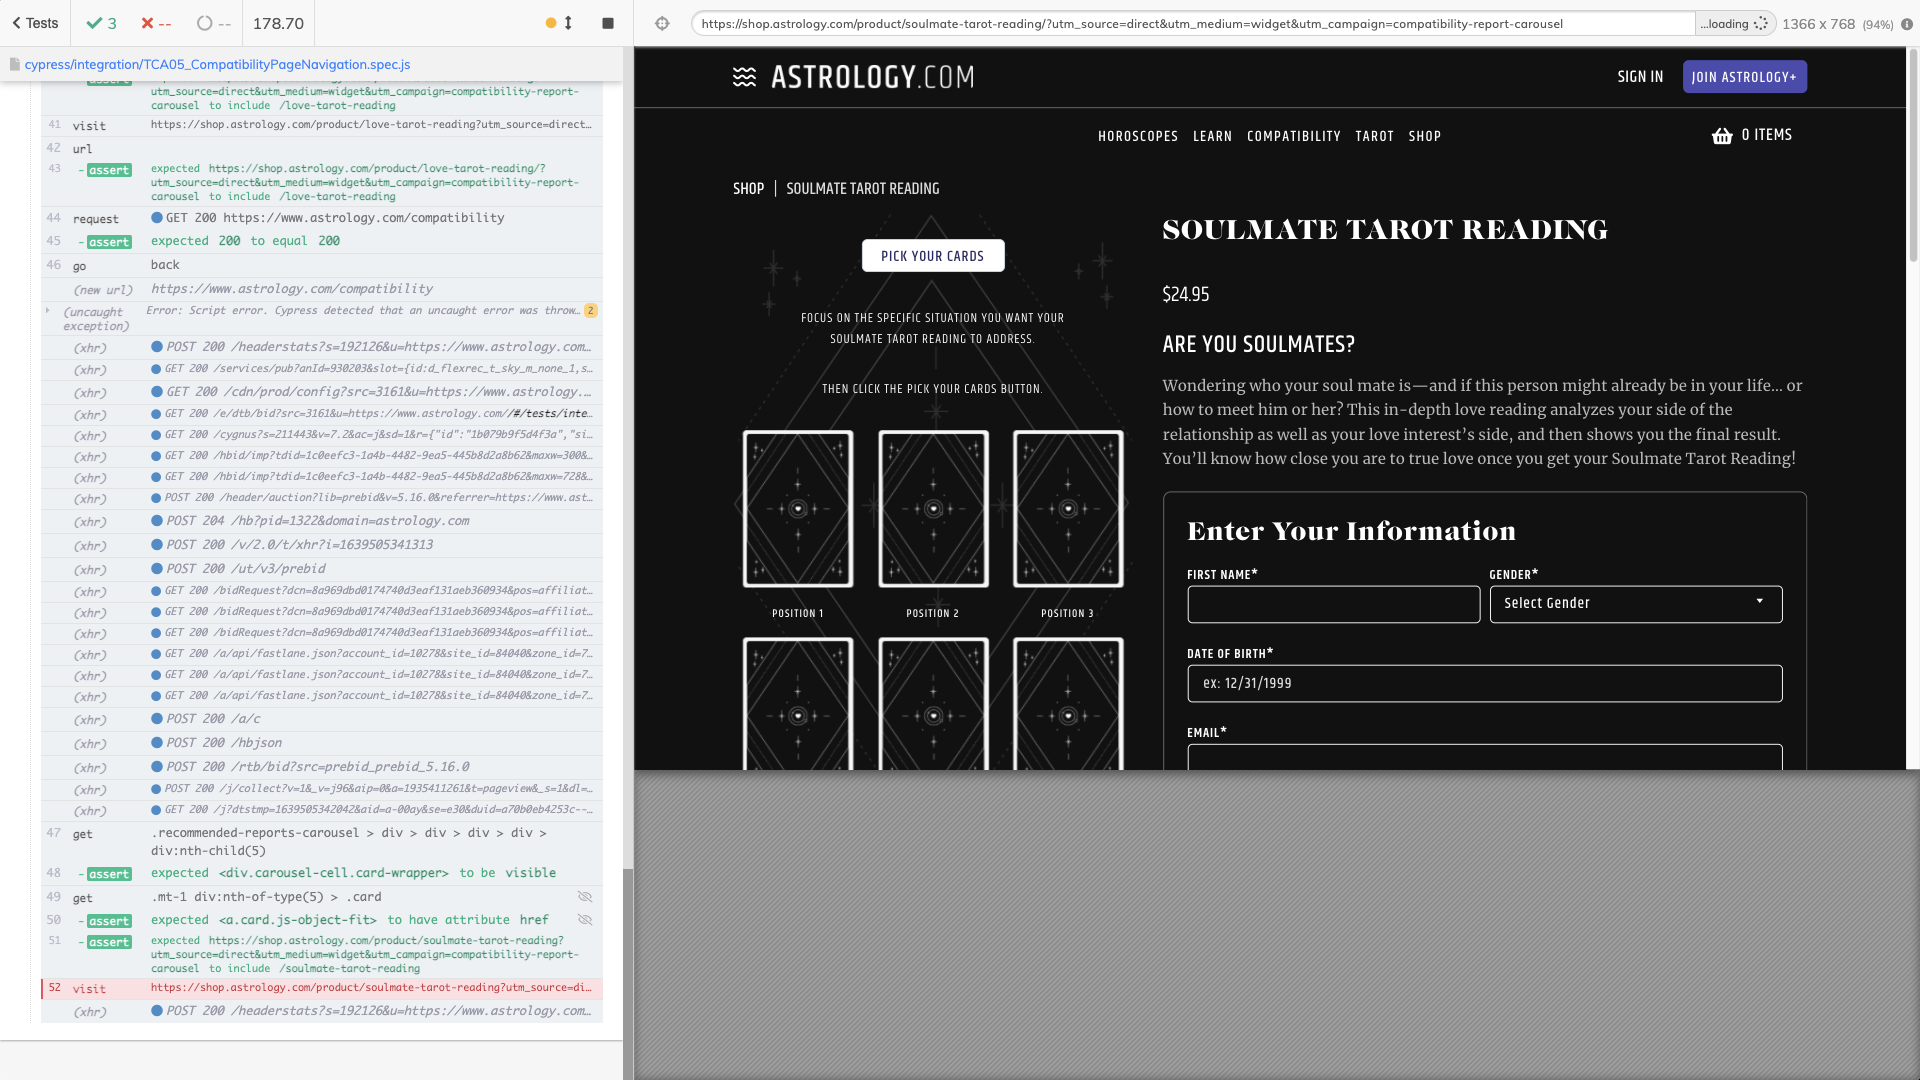 Tests
3
--
--
178.70
cypress/integration/TCA05_CompatibilityPageNavigation.spec.js
utm_source=direct&utm_medium=widget&utm_campaign=compatibility-report-
carousel to include /love-tarot-reading
41 visit https://shop.astrology.com/product/love-tarot-reading?utm_source=direct…
42 url
43 -assert expected https://shop.astrology.com/product/love-tarot-reading/?
utm_source=direct&utm_medium=widget&utm_campaign=compatibility-report-
carousel to include /love-tarot-reading
44 request GET 200 https://www.astrology.com/compatibility
45 -assert expected 200 to equal 200
46 go back
(new url) https://www.astrology.com/compatibility
(uncaught exception) Error: Script error. Cypress detected that an uncaught error was throw… 2
(xhr) POST 200 /headerstats?s=192126&u=https://www.astrology.com…
(xhr) GET 200 /services/pub?anId=930203&slot={id:d_flexrec_t_sky_m_none_1,s…
(xhr) GET 200 /cdn/prod/config?src=3161&u=https://www.astrology.…
(xhr) GET 200 /e/dtb/bid?src=3161&u=https://www.astrology.com//#/tests/inte…
(xhr) GET 200 /cygnus?s=211443&v=7.2&ac=j&sd=1&r={"id":"1b079b9f5d4f3a","si…
(xhr) GET 200 /hbid/imp?tdid=1c0eefc3-1a4b-4482-9ea5-445b8d2a8b62&maxw=300&…
(xhr) GET 200 /hbid/imp?tdid=1c0eefc3-1a4b-4482-9ea5-445b8d2a8b62&maxw=728&…
(xhr) POST 200 /header/auction?lib=prebid&v=5.16.0&referrer=https://www.ast…
(xhr) POST 204 /hb?pid=1322&domain=astrology.com
(xhr) POST 200 /v/2.0/t/xhr?i=1639505341313
(xhr) POST 200 /ut/v3/prebid
(xhr) GET 200 /bidRequest?dcn=8a969dbd0174740d3eaf131aeb360934&pos=affiliat…
(xhr) GET 200 /bidRequest?dcn=8a969dbd0174740d3eaf131aeb360934&pos=affiliat…
(xhr) GET 200 /bidRequest?dcn=8a969dbd0174740d3eaf131aeb360934&pos=affiliat…
(xhr) GET 200 /a/api/fastlane.json?account_id=10278&site_id=84040&zone_id=7…
(xhr) GET 200 /a/api/fastlane.json?account_id=10278&site_id=84040&zone_id=7…
(xhr) GET 200 /a/api/fastlane.json?account_id=10278&site_id=84040&zone_id=7…
(xhr) POST 200 /a/c
(xhr) POST 200 /hbjson
(xhr) POST 200 /rtb/bid?src=prebid_prebid_5.16.0
(xhr) POST 200 /j/collect?v=1&_v=j96&aip=0&a=1935411261&t=pageview&_s=1&dl=…
(xhr) GET 200 /j?dtstmp=1639505342042&aid=a-00ay&se=e30&duid=a70b0eb4253c--…
47 get .recommended-reports-carousel > div > div > div > div >
div:nth-child(5)
48 -assert expected <div.carousel-cell.card-wrapper> to be visible
49 get .mt-1 div:nth-of-type(5) > .card
50 -assert expected <a.card.js-object-fit> to have attribute href
51 -assert expected https://shop.astrology.com/product/soulmate-tarot-reading?
utm_source=direct&utm_medium=widget&utm_campaign=compatibility-report-
carousel to include /soulmate-tarot-reading
52 visit https://shop.astrology.com/product/soulmate-tarot-reading?utm_source=di…
(xhr) POST 200 /headerstats?s=192126&u=https://www.astrology.com…
https://shop.astrology.com/product/soulmate-tarot-reading/?utm_source=direct&utm_medium=widget&utm_campaign=compatibility-report-carousel
...loading
1366 x 768 (94%)
ASTROLOGY.COM
SIGN IN
JOIN ASTROLOGY+
HOROSCOPES LEARN COMPATIBILITY TAROT SHOP
0 ITEMS
SHOP | SOULMATE TAROT READING
PICK YOUR CARDS
FOCUS ON THE SPECIFIC SITUATION YOU WANT YOUR
SOULMATE TAROT READING TO ADDRESS.
THEN CLICK THE PICK YOUR CARDS BUTTON.
POSITION 1
POSITION 2
POSITION 3
SOULMATE TAROT READING
$24.95
ARE YOU SOULMATES?
Wondering who your soul mate is—and if this person might already be in your life... or
how to meet him or her? This in-depth love reading analyzes your side of the
relationship as well as your love interest's side, and then shows you the final result.
You'll know how close you are to true love once you get your Soulmate Tarot Reading!
Enter Your Information
FIRST NAME*
GENDER*
Select Gender
DATE OF BIRTH*
ex: 12/31/1999
EMAIL*